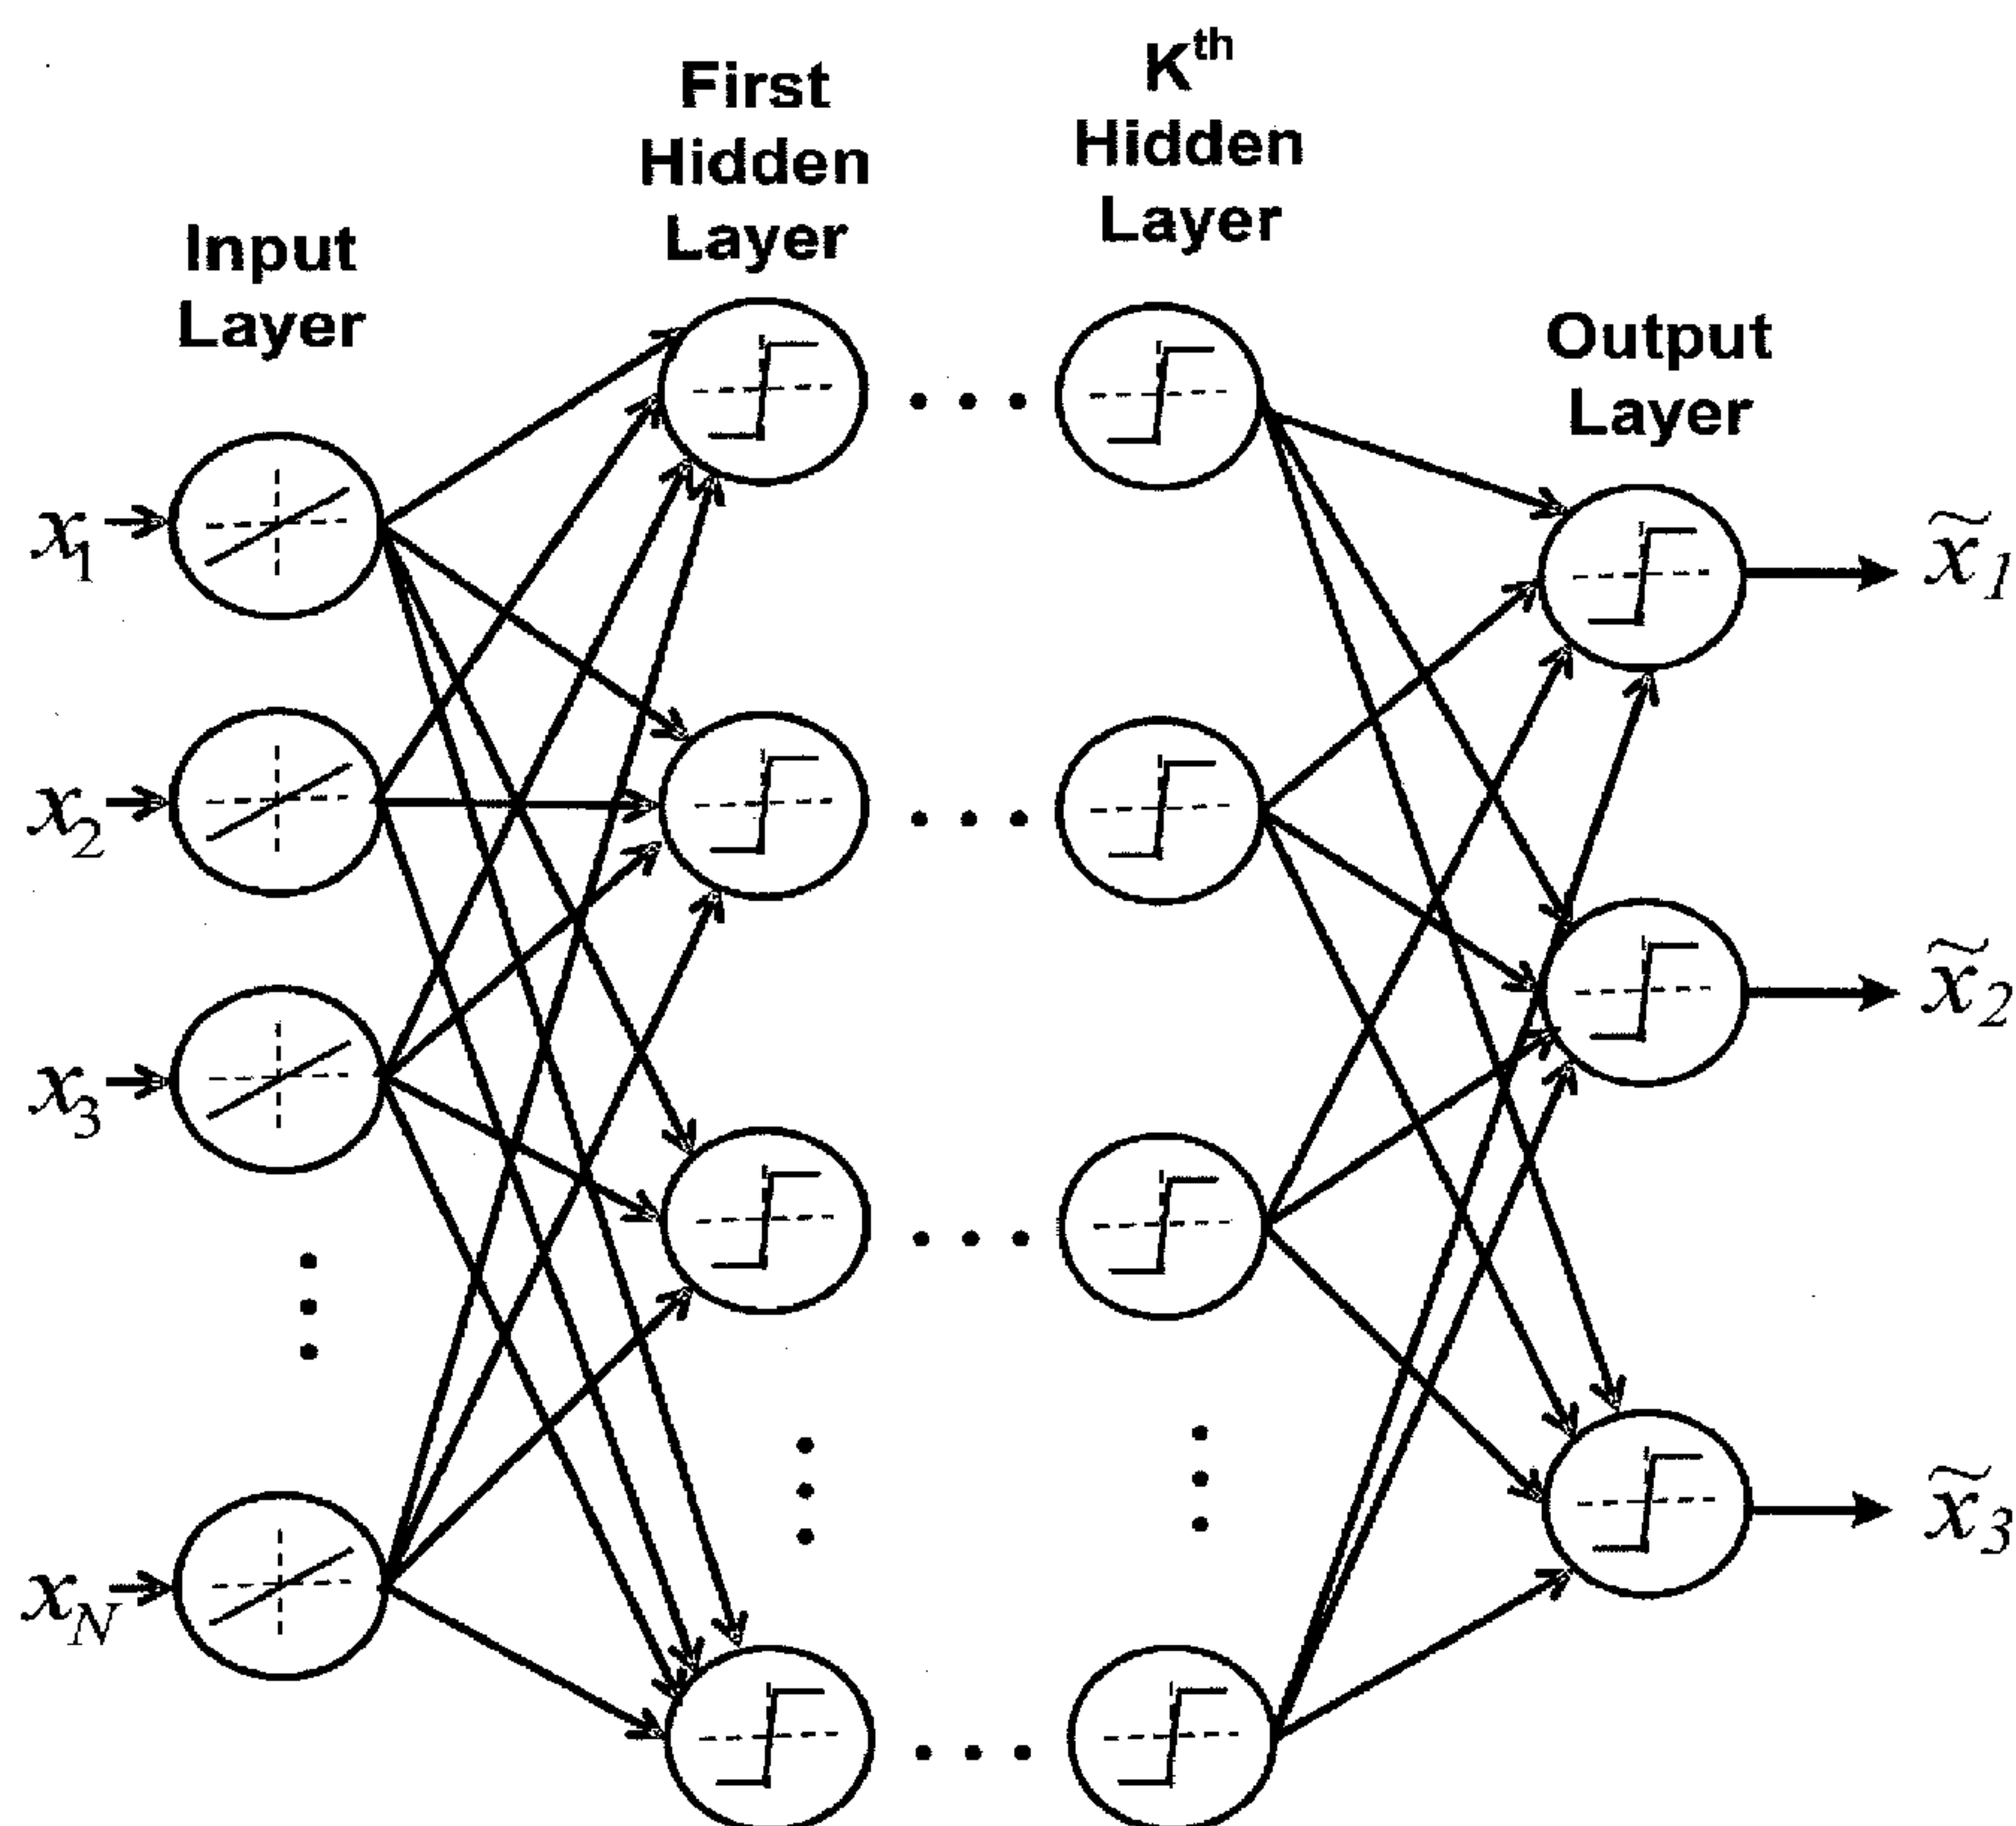 First
Hidden
Layer
Kth
Hidden
Layer
Input
Layer
Output
Layer
x1
x2
x3
xN
x̃1
x̃2
x̃3